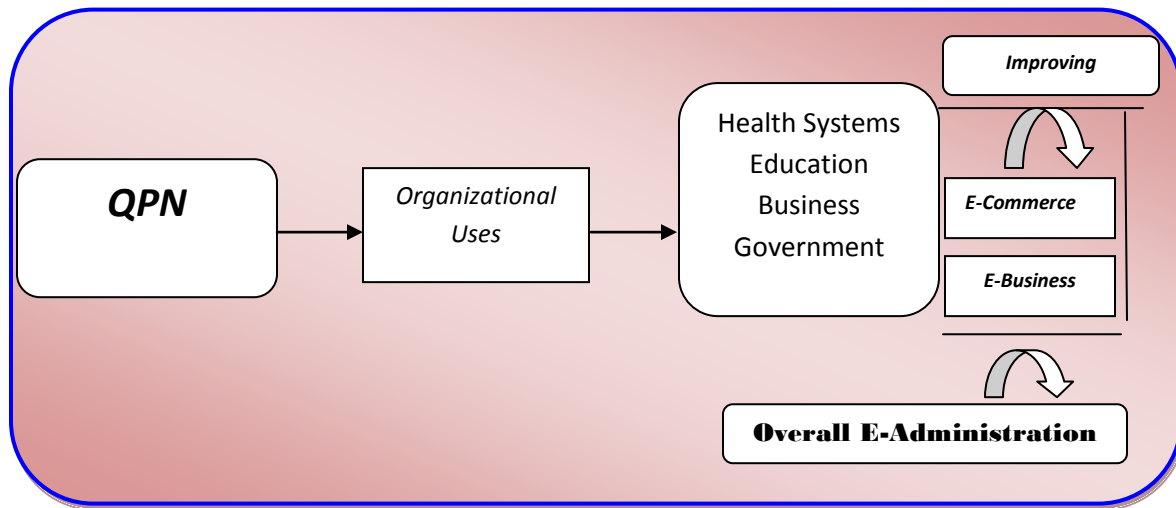 QPN
Organizational
Uses
Health Systems
Education
Business
Government
Improving
E-Commerce
E-Business
Overall E-Administration